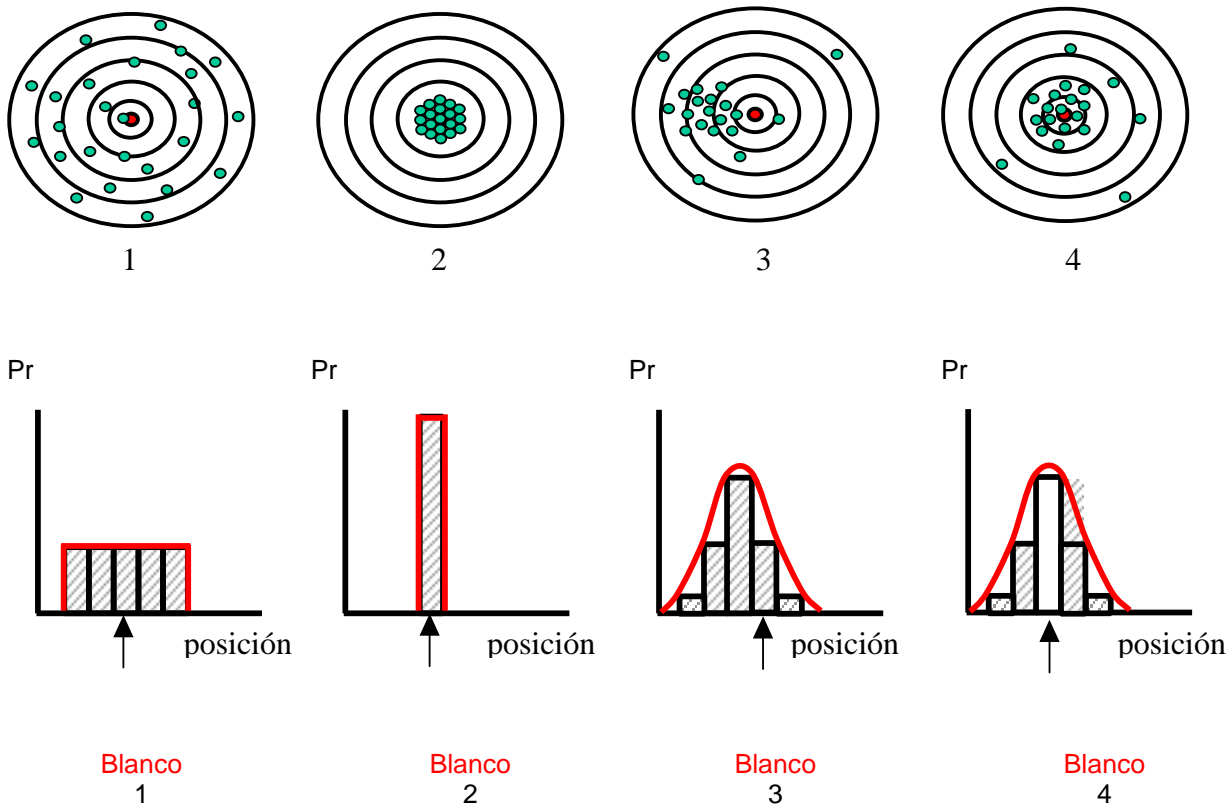 1 2 3 4
Pr Pr Pr Pr
posición posición posición posición
Blanco Blanco Blanco Blanco
1 2 3 4